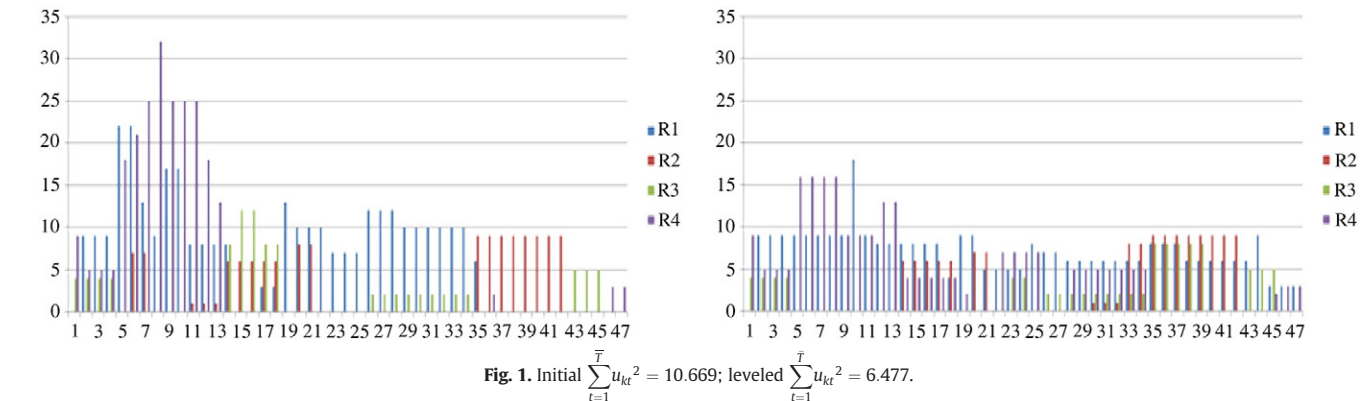 35
30
25
20
15
10
5
0
1 3 5 7 9 11 13 15 17 19 21 23 25 27 29 31 33 35 37 39 41 43 45 47
R1
R2
R3
R4
35
30
25
20
15
10
5
0
1 3 5 7 9 11 13 15 17 19 21 23 25 27 29 31 33 35 37 39 41 43 45 47
R1
R2
R3
R4
Fig. 1. Initial \sum_{t=1}^{\overline{T}} u_{kt}^2 = 10.669; leveled \sum_{t=1}^{\bar{T}} u_{kt}^2 = 6.477.